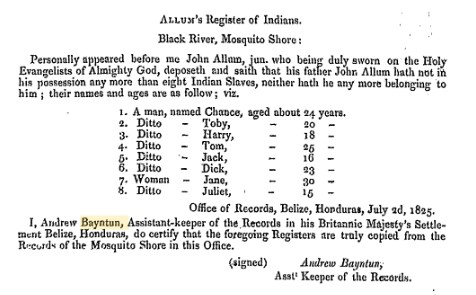 ALLUM's Register of Indians.
Black River, Mosquito Shore:
Personally appeared before me John Allum, jun. who being duly sworn on the Holy
Evangelists of Almighty God, deposeth and saith that his father John Allum hath not in
his possession any more than eight Indian Slaves, neither hath he any more belonging to
him; their names and ages are as follow; viz.
1. A man, named Chance, aged about 24 years.
2. Ditto – Toby, – 20 –
3. Ditto – Harry, – 18 –
4. Ditto – Tom, – 25 –
5. Ditto – Jack, – 16 –
6. Ditto – Dick, – 23 –
7. Woman – Jane, – 30 –
8. Ditto – Juliet, – 15 –
Office of Records, Belize, Honduras, July 2d, 1825.
I, Andrew Bayntun, Assistant-keeper of the Records in his Britannic Majesty's Settle-
ment Belize, Honduras, do certify that the foregoing Registers are truly copied from the
Records of the Mosquito Shore in this Office.
(signed) Andrew Bayntun,
Asst' Keeper of the Records.